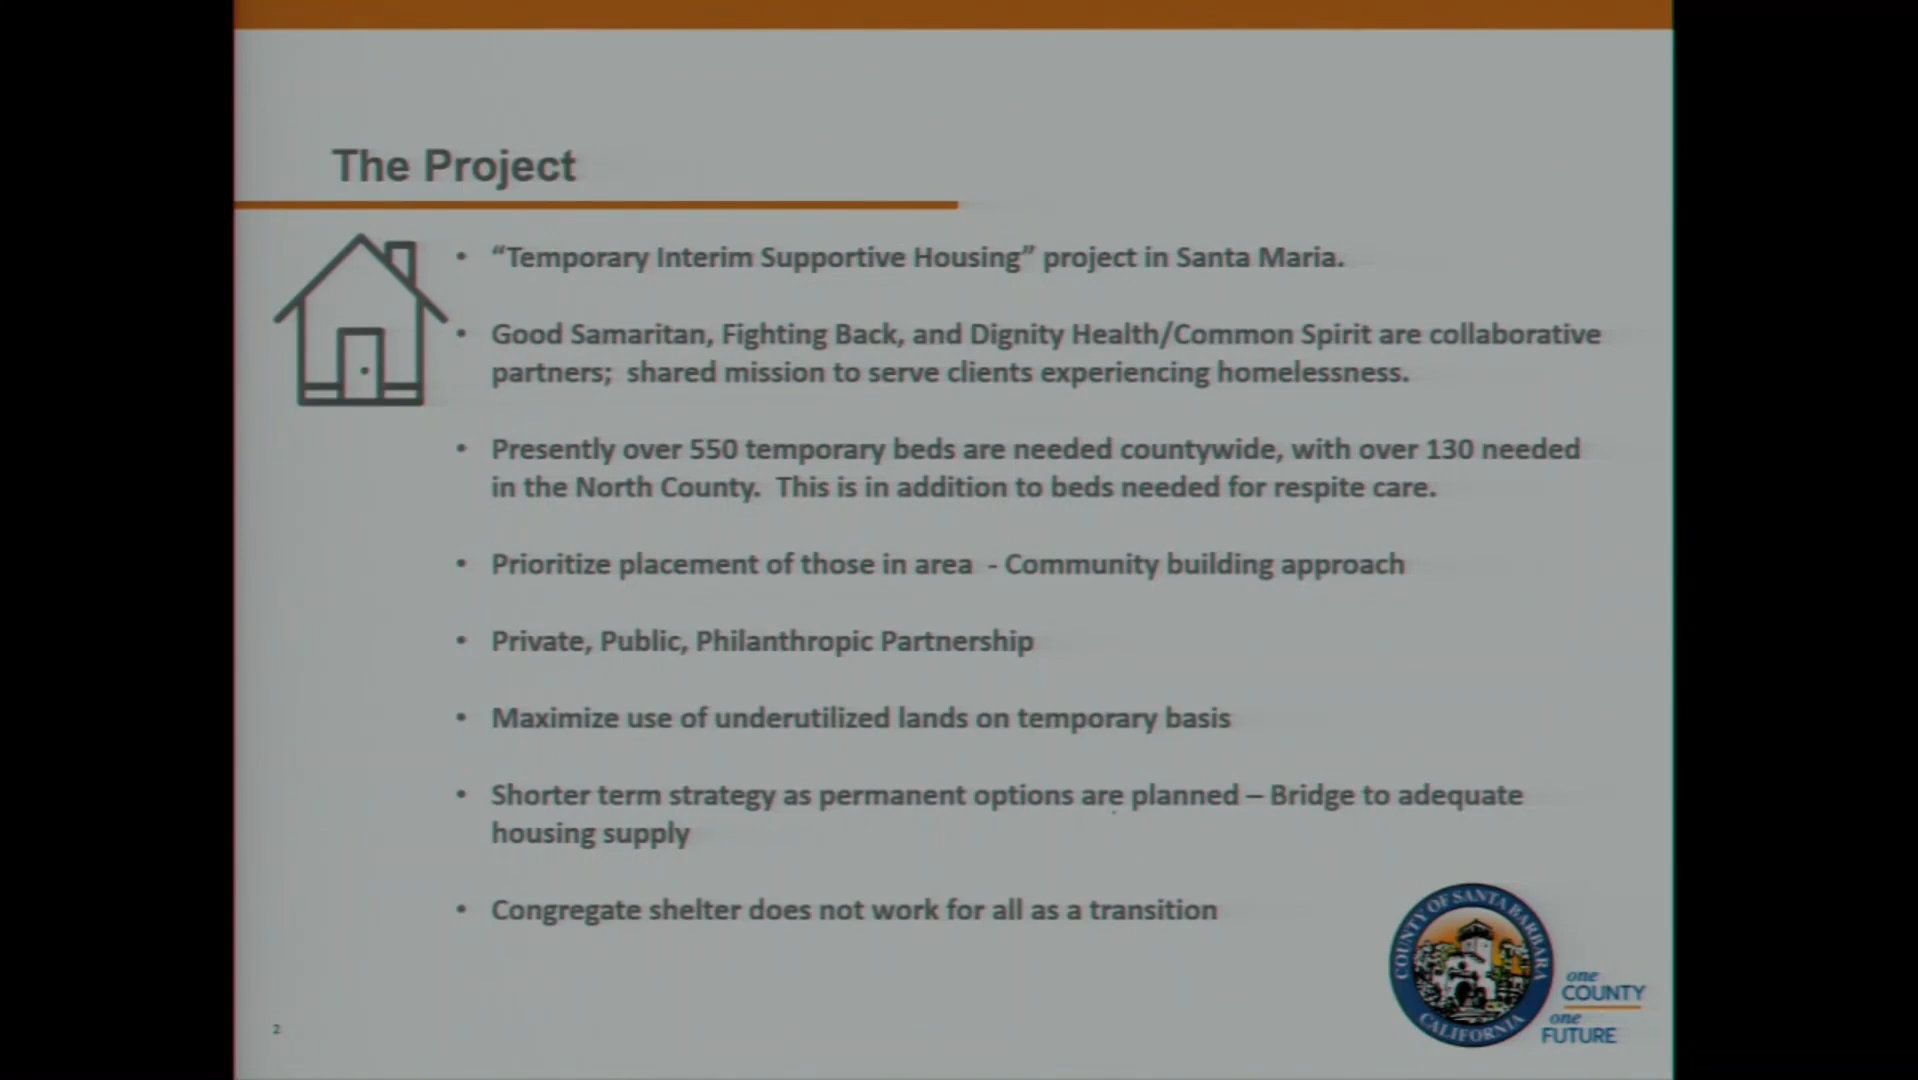 The Project
• “Temporary Interim Supportive Housing” project in Santa Maria.
• Good Samaritan, Fighting Back, and Dignity Health/Common Spirit are collaborative
partners;  shared mission to serve clients experiencing homelessness.
• Presently over 550 temporary beds are needed countywide, with over 130 needed
in the North County.  This is in addition to beds needed for respite care.
• Prioritize placement of those in area  - Community building approach
• Private, Public, Philanthropic Partnership
• Maximize use of underutilized lands on temporary basis
• Shorter term strategy as permanent options are planned – Bridge to adequate
housing supply
• Congregate shelter does not work for all as a transition
COUNTY OF SANTA BARBARA
CALIFORNIA
one
COUNTY
one
FUTURE
2